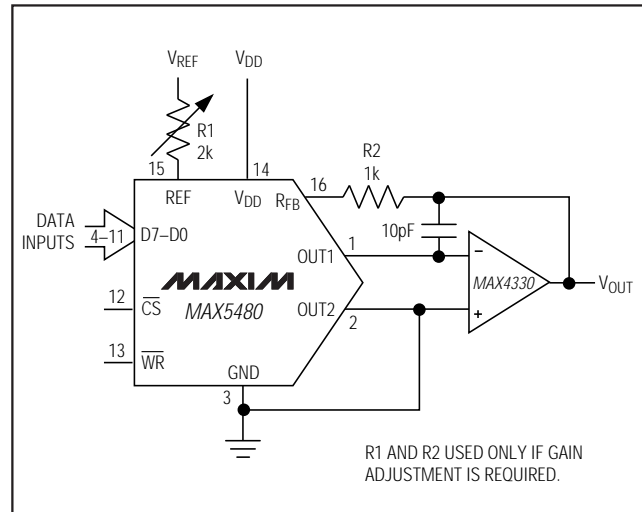 VREF
VDD
R1
2k
15
14
REF
VDD
16
RFB
R2
1k
DATA
INPUTS
4–11
D7–D0
10pF
OUT1
1
MAXIM
MAX5480
12
CS
OUT2
2
–
+
MAX4330
VOUT
13
WR
GND
3
R1 AND R2 USED ONLY IF GAIN
ADJUSTMENT IS REQUIRED.